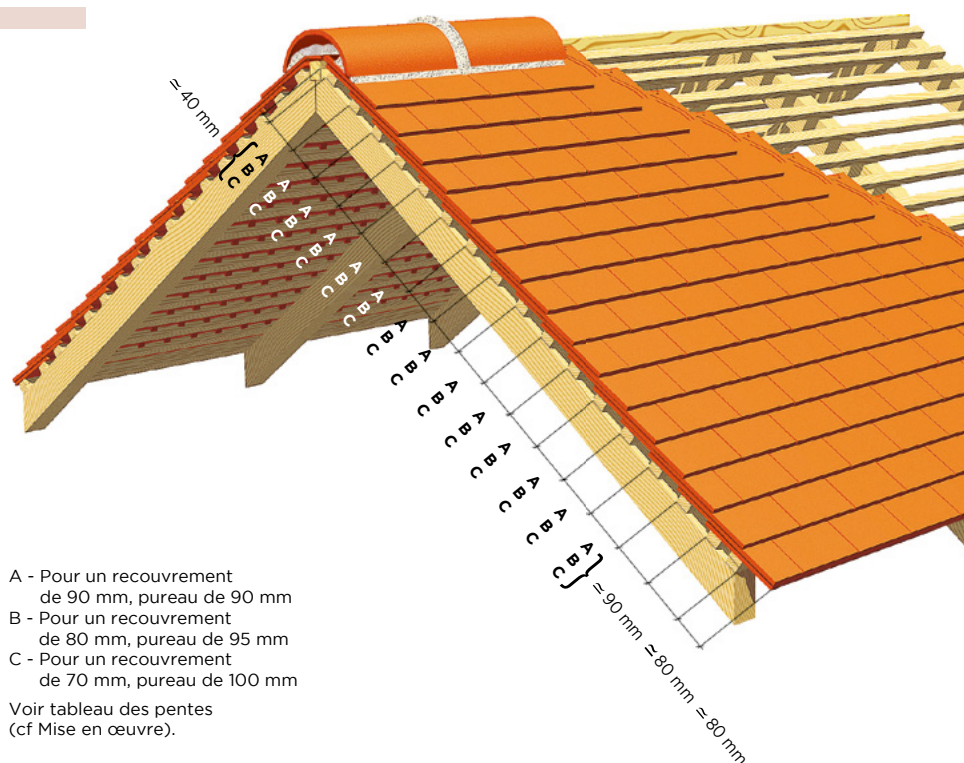 ≃ 40 mm
A B C
A B C
A B C
A B C
A B C
A B C
A B C
A B C
A B C
A B C
A B C
A B C
A B C
A B C
≃ 90 mm ≃ 80 mm ≃ 80 mm
A - Pour un recouvrement
de 90 mm, pureau de 90 mm
B - Pour un recouvrement
de 80 mm, pureau de 95 mm
C - Pour un recouvrement
de 70 mm, pureau de 100 mm
Voir tableau des pentes
(cf Mise en œuvre).